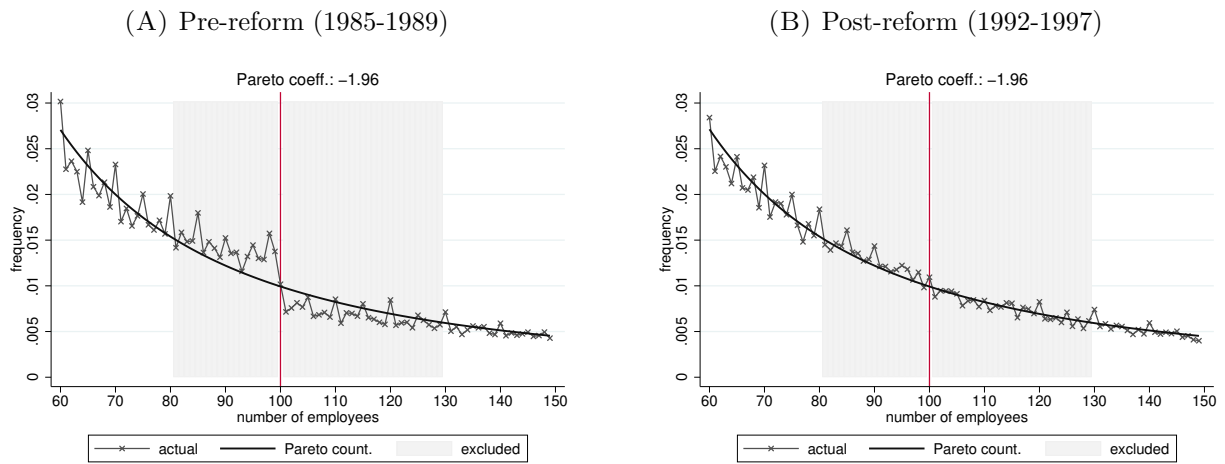 (A) Pre-reform (1985-1989)
Pareto coeff.: −1.96
frequency
0 .005 .01 .015 .02 .025 .03
60 70 80 90 100 110 120 130 140 150
number of employees
actual Pareto count. excluded
(B) Post-reform (1992-1997)
Pareto coeff.: −1.96
frequency
0 .005 .01 .015 .02 .025 .03
60 70 80 90 100 110 120 130 140 150
number of employees
actual Pareto count. excluded